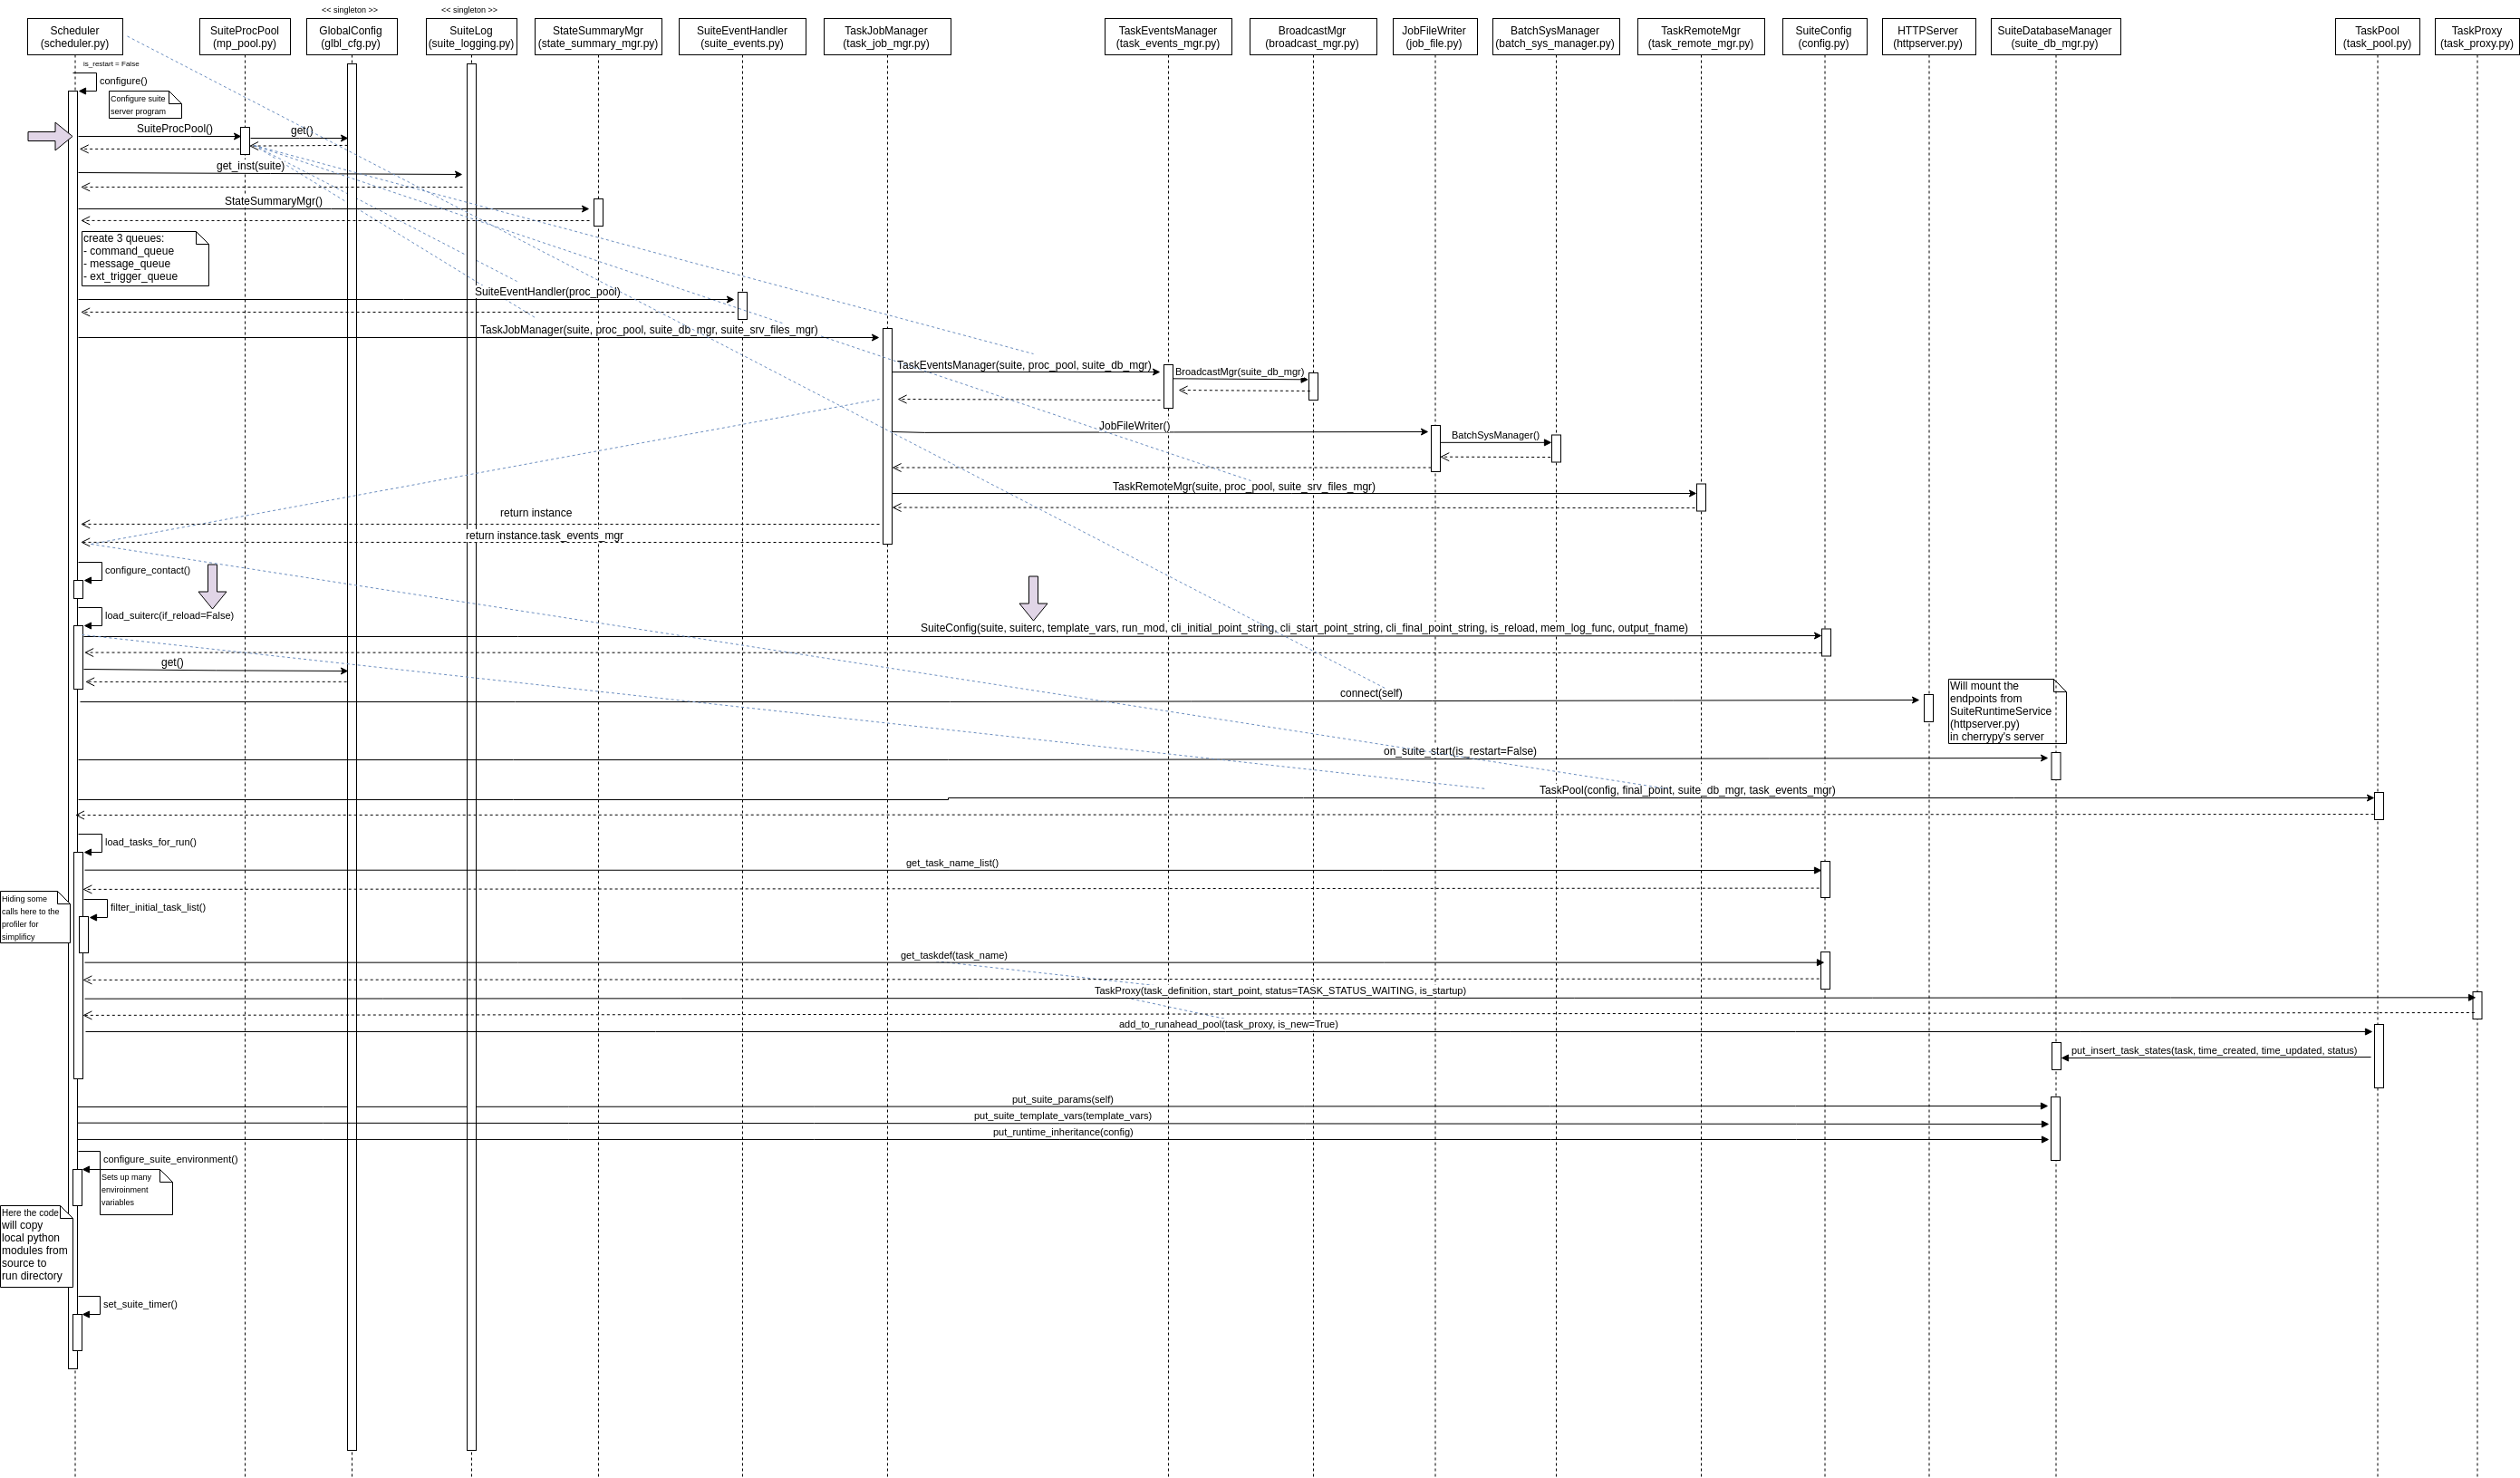 << singleton >>
<< singleton >>
Scheduler
(scheduler.py)
SuiteProcPool
(mp_pool.py)
GlobalConfig
(glbl_cfg.py)
SuiteLog
(suite_logging.py)
StateSummaryMgr
(state_summary_mgr.py)
SuiteEventHandler
(suite_events.py)
TaskJobManager
(task_job_mgr.py)
TaskEventsManager
(task_events_mgr.py)
BroadcastMgr
(broadcast_mgr.py)
JobFileWriter
(job_file.py)
BatchSysManager
(batch_sys_manager.py)
TaskRemoteMgr
(task_remote_mgr.py)
SuiteConfig
(config.py)
HTTPServer
(httpserver.py)
SuiteDatabaseManager
(suite_db_mgr.py)
TaskPool
(task_pool.py)
TaskProxy
(task_proxy.py)
is_restart = False
configure()
Configure suite
server program
SuiteProcPool()
get()
get_inst(suite)
StateSummaryMgr()
create 3 queues:
- command_queue
- message_queue
- ext_trigger_queue
SuiteEventHandler(proc_pool)
TaskJobManager(suite, proc_pool, suite_db_mgr, suite_srv_files_mgr)
TaskEventsManager(suite, proc_pool, suite_db_mgr)
BroadcastMgr(suite_db_mgr)
JobFileWriter()
BatchSysManager()
TaskRemoteMgr(suite, proc_pool, suite_srv_files_mgr)
return instance
return instance.task_events_mgr
configure_contact()
load_suiterc(if_reload=False)
SuiteConfig(suite, suiterc, template_vars, run_mod, cli_initial_point_string, cli_start_point_string, cli_final_point_string, is_reload, mem_log_func, output_fname)
get()
connect(self)
Will mount the
endpoints from
SuiteRuntimeService
(httpserver.py)
in cherrypy's server
on_suite_start(is_restart=False)
TaskPool(config, final_point, suite_db_mgr, task_events_mgr)
load_tasks_for_run()
get_task_name_list()
Hiding some
calls here to the
profiler for
simplificy
filter_initial_task_list()
get_taskdef(task_name)
TaskProxy(task_definition, start_point, status=TASK_STATUS_WAITING, is_startup)
add_to_runahead_pool(task_proxy, is_new=True)
put_insert_task_states(task, time_created, time_updated, status)
put_suite_params(self)
put_suite_template_vars(template_vars)
put_runtime_inheritance(config)
configure_suite_environment()
Sets up many
enviroinment
variables
Here the code
will copy
local python
modules from
source to
run directory
set_suite_timer()